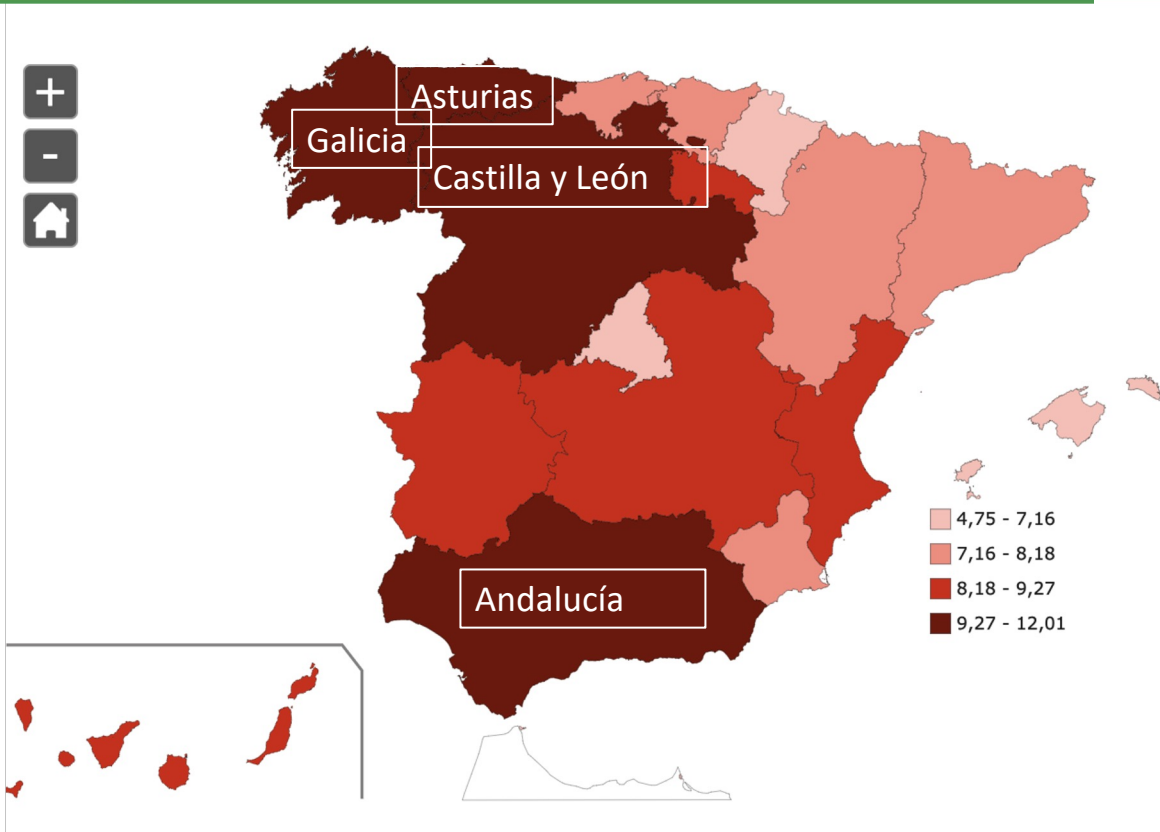 +
-
Asturias
Galicia
Castilla y León
Andalucía
4,75 - 7,16
7,16 - 8,18
8,18 - 9,27
9,27 - 12,01